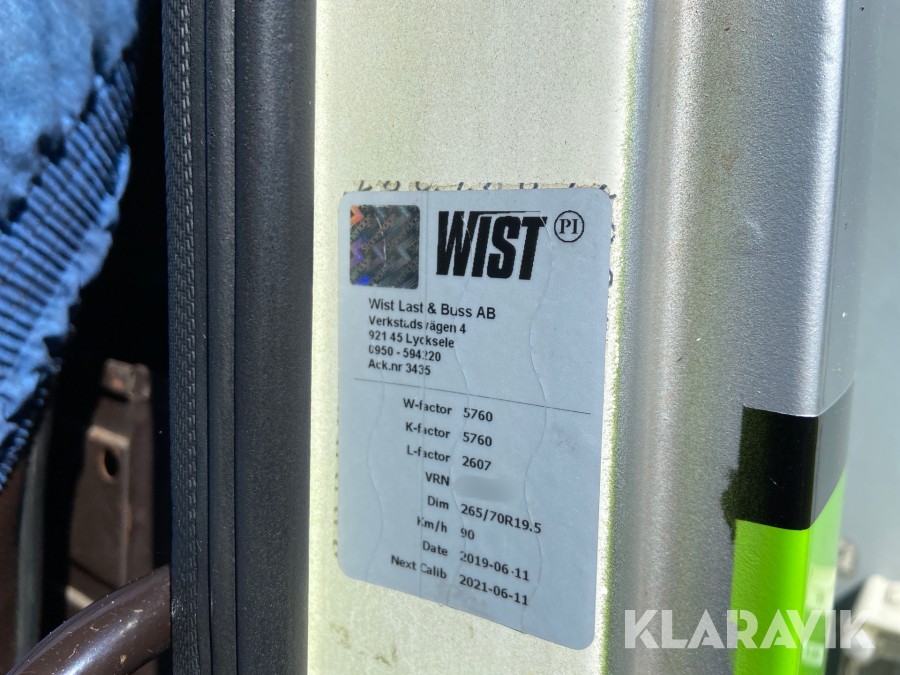 WIST PI
Wist Last & Buss AB
Verkstadsvägen 4
921 45 Lycksele
0950 - 594220
Ack.nr 3435
W-factor 5760
K-factor 5760
L-factor 2607
VRN
Dim 265/70R19.5
Km/h 90
Date 2019-06-11
Next Calib 2021-06-11
KLARAVIK